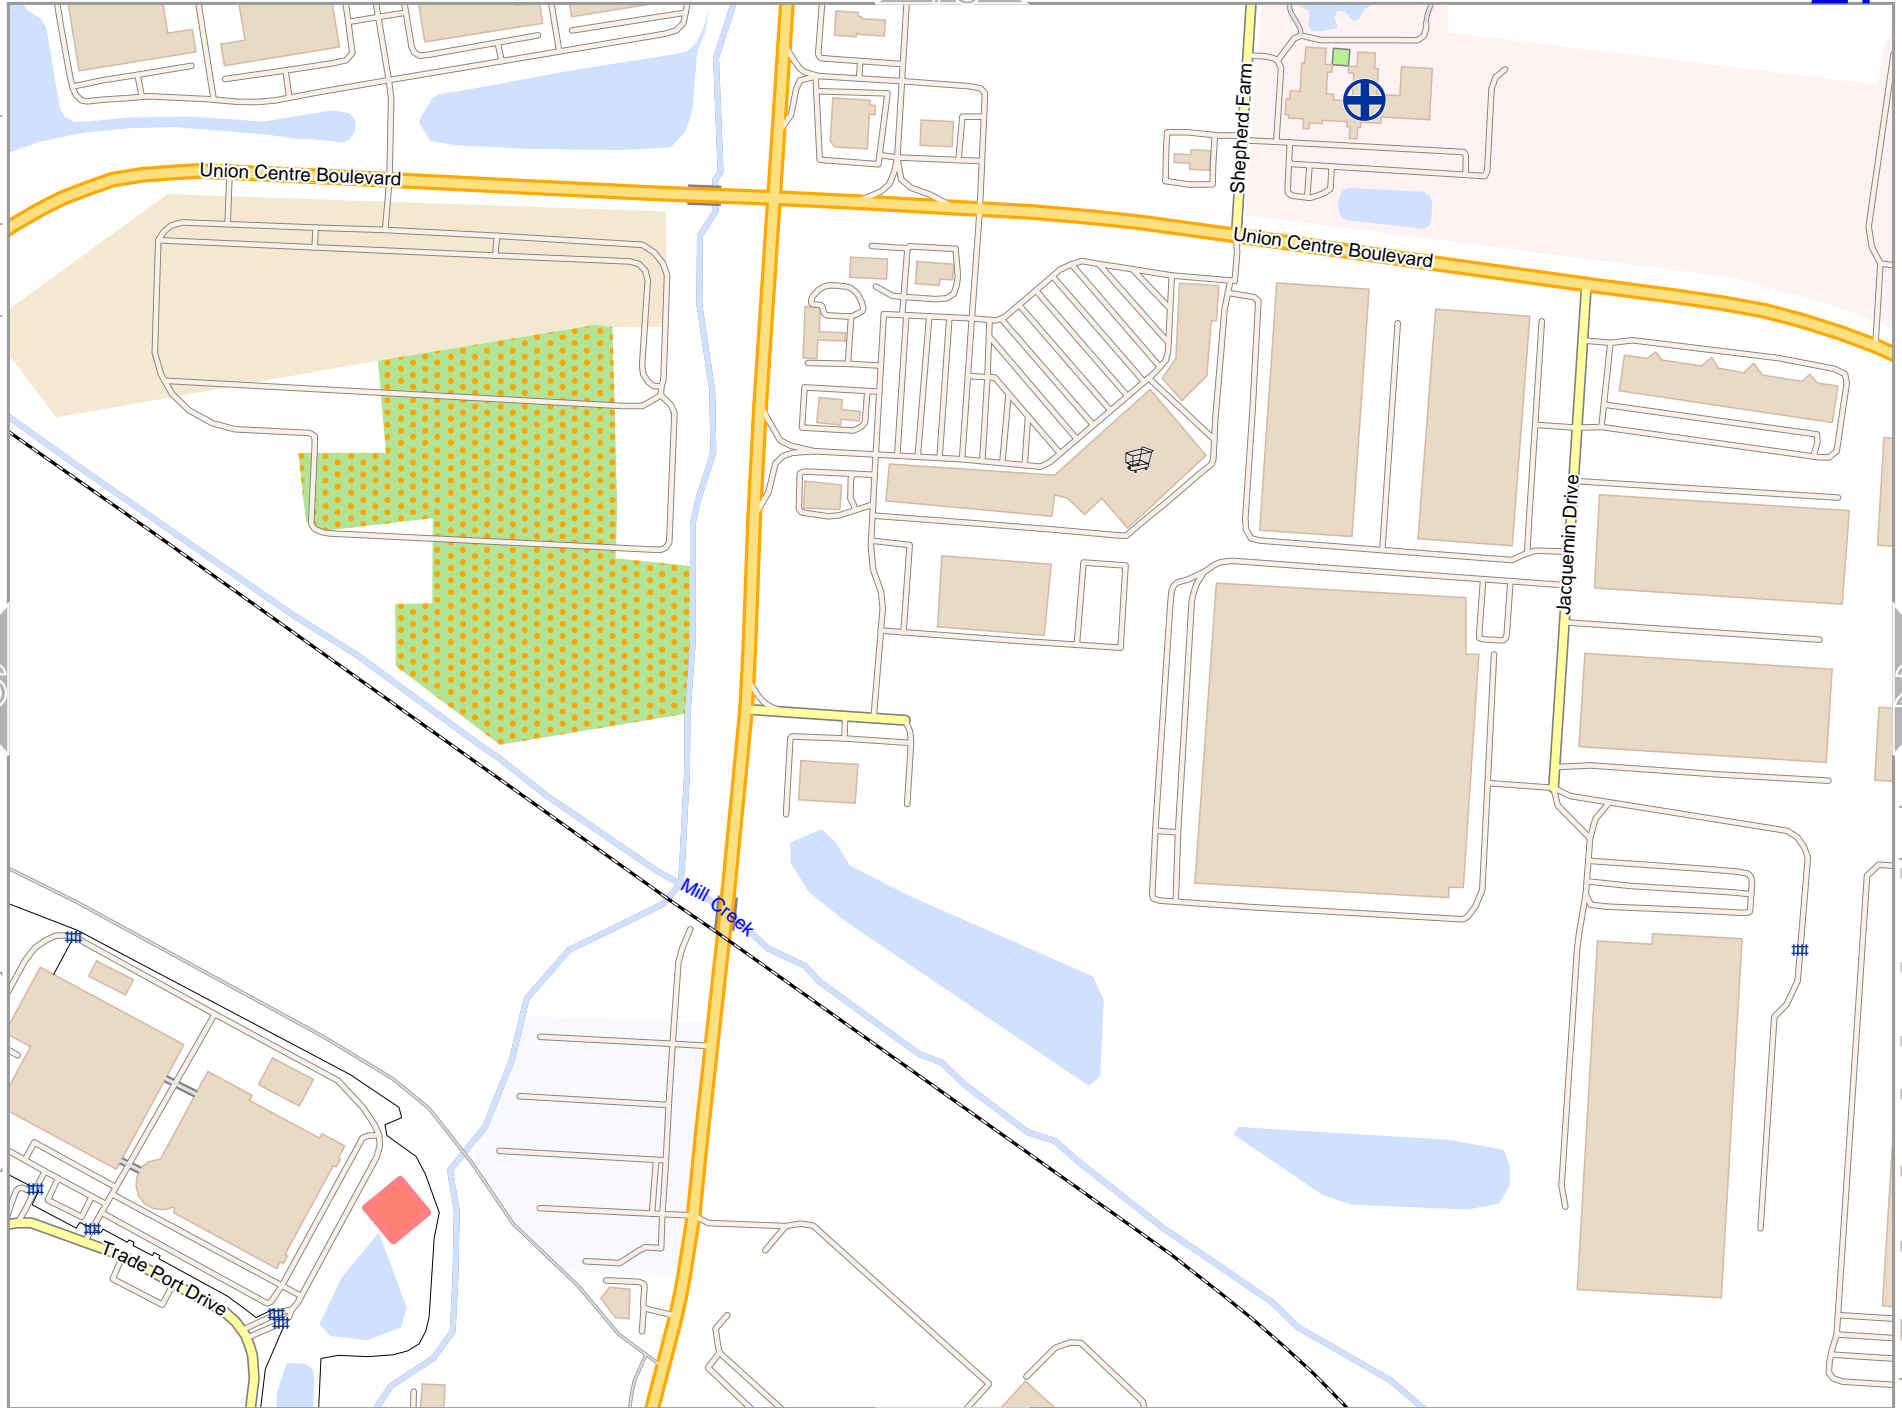 Shepherd Farm
Union Centre Boulevard
Union Centre Boulevard
Jacquemin Drive
Mill Creek
Trade Port Drive